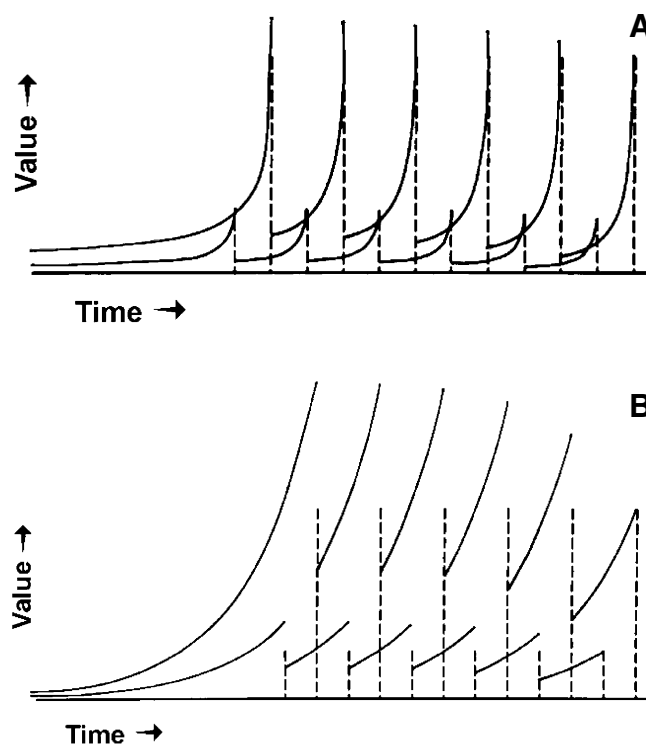 A
Value →
Time →
B
Value →
Time →